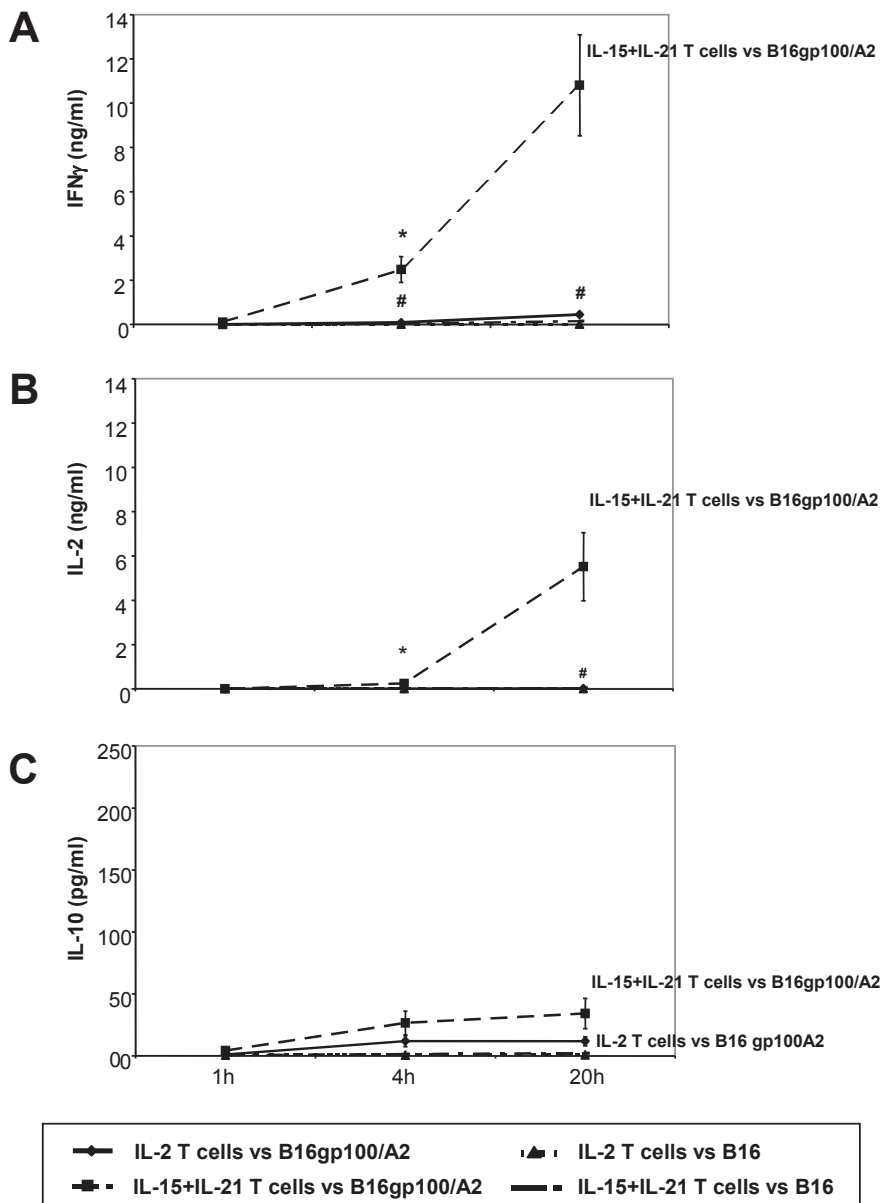 A
14
12
10
8
6
4
2
0
IFNγ (ng/ml)
IL-15+IL-21 T cells vs B16gp100/A2
*
#
#
B
14
12
10
8
6
4
2
0
IL-2 (ng/ml)
IL-15+IL-21 T cells vs B16gp100/A2
*
#
C
250
200
150
100
50
00
IL-10 (pg/ml)
IL-15+IL-21 T cells vs B16gp100/A2
IL-2 T cells vs B16 gp100A2
1h 4h 20h
IL-2 T cells vs B16gp100/A2 IL-2 T cells vs B16
IL-15+IL-21 T cells vs B16gp100/A2 IL-15+IL-21 T cells vs B16